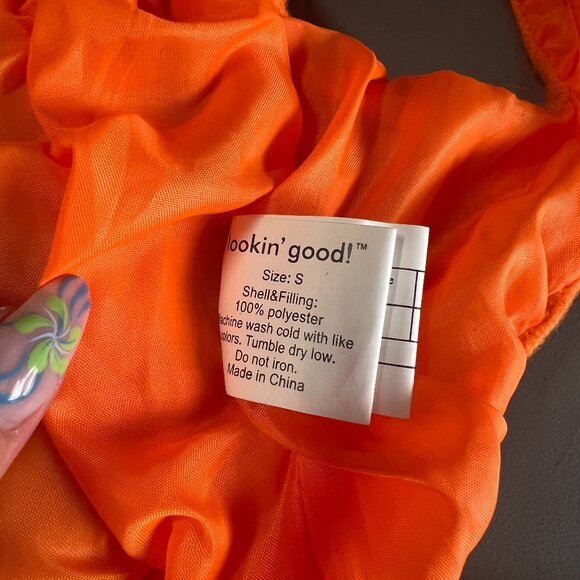 lookin' good!™
Size: S
Shell&Filling:
100% polyester
achine wash cold with like
olors. Tumble dry low.
Do not iron.
Made in China